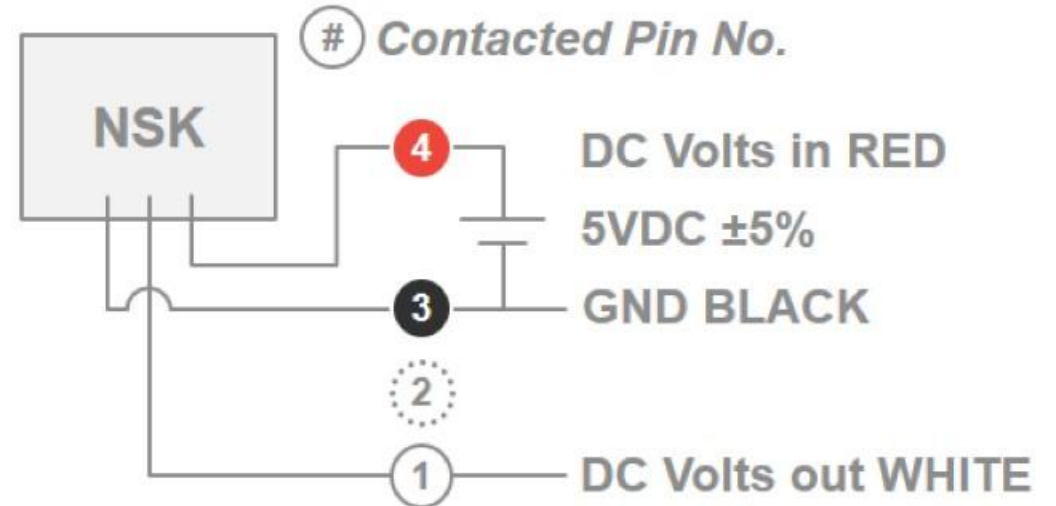 # Contacted Pin No.
NSK
4 DC Volts in RED
5VDC ±5%
3 GND BLACK
2
1 DC Volts out WHITE